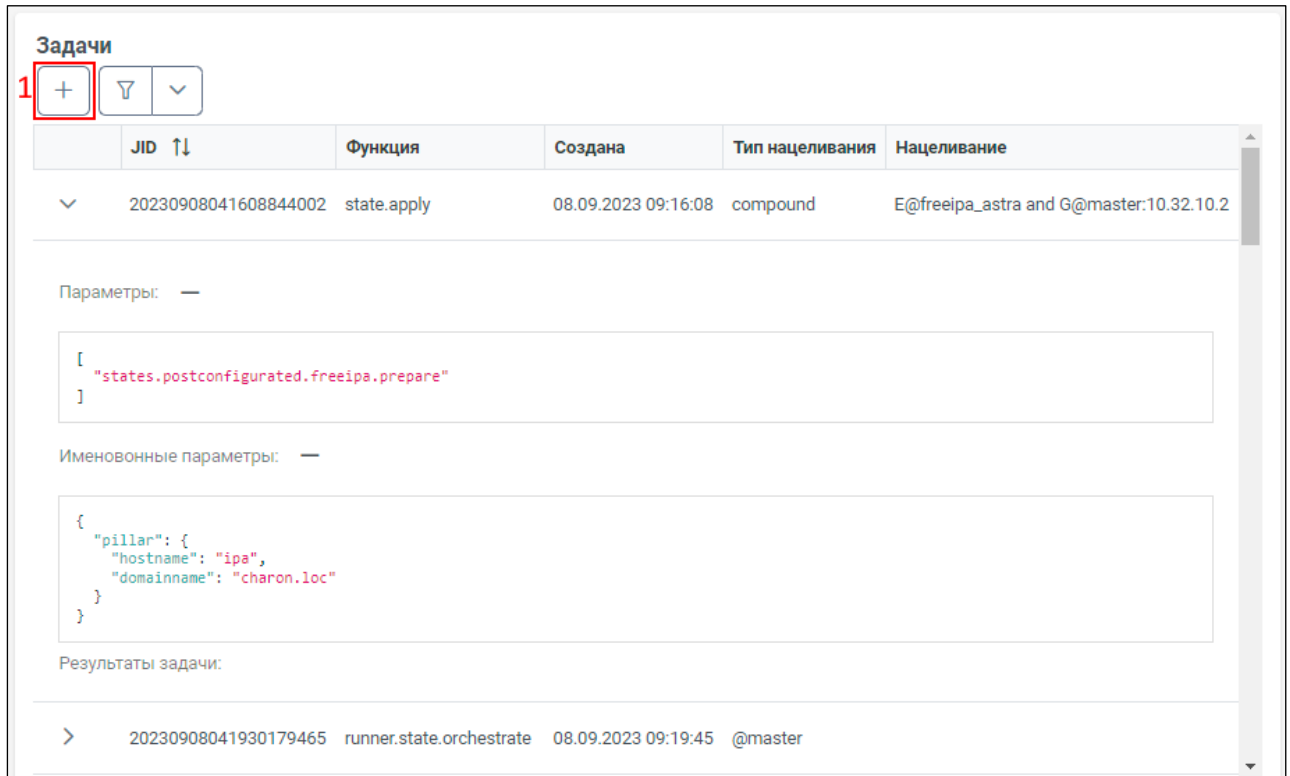 Задачи
1
JID Функция Создана Тип нацеливания Нацеливание
20230908041608844002 state.apply 08.09.2023 09:16:08 compound E@freeipa_astra and G@master:10.32.10.2
Параметры:
[
"states.postconfigurated.freeipa.prepare"
]
Именовонные параметры:
{
"pillar": {
"hostname": "ipa",
"domainname": "charon.loc"
}
}
Результаты задачи:
20230908041930179465 runner.state.orchestrate 08.09.2023 09:19:45 @master